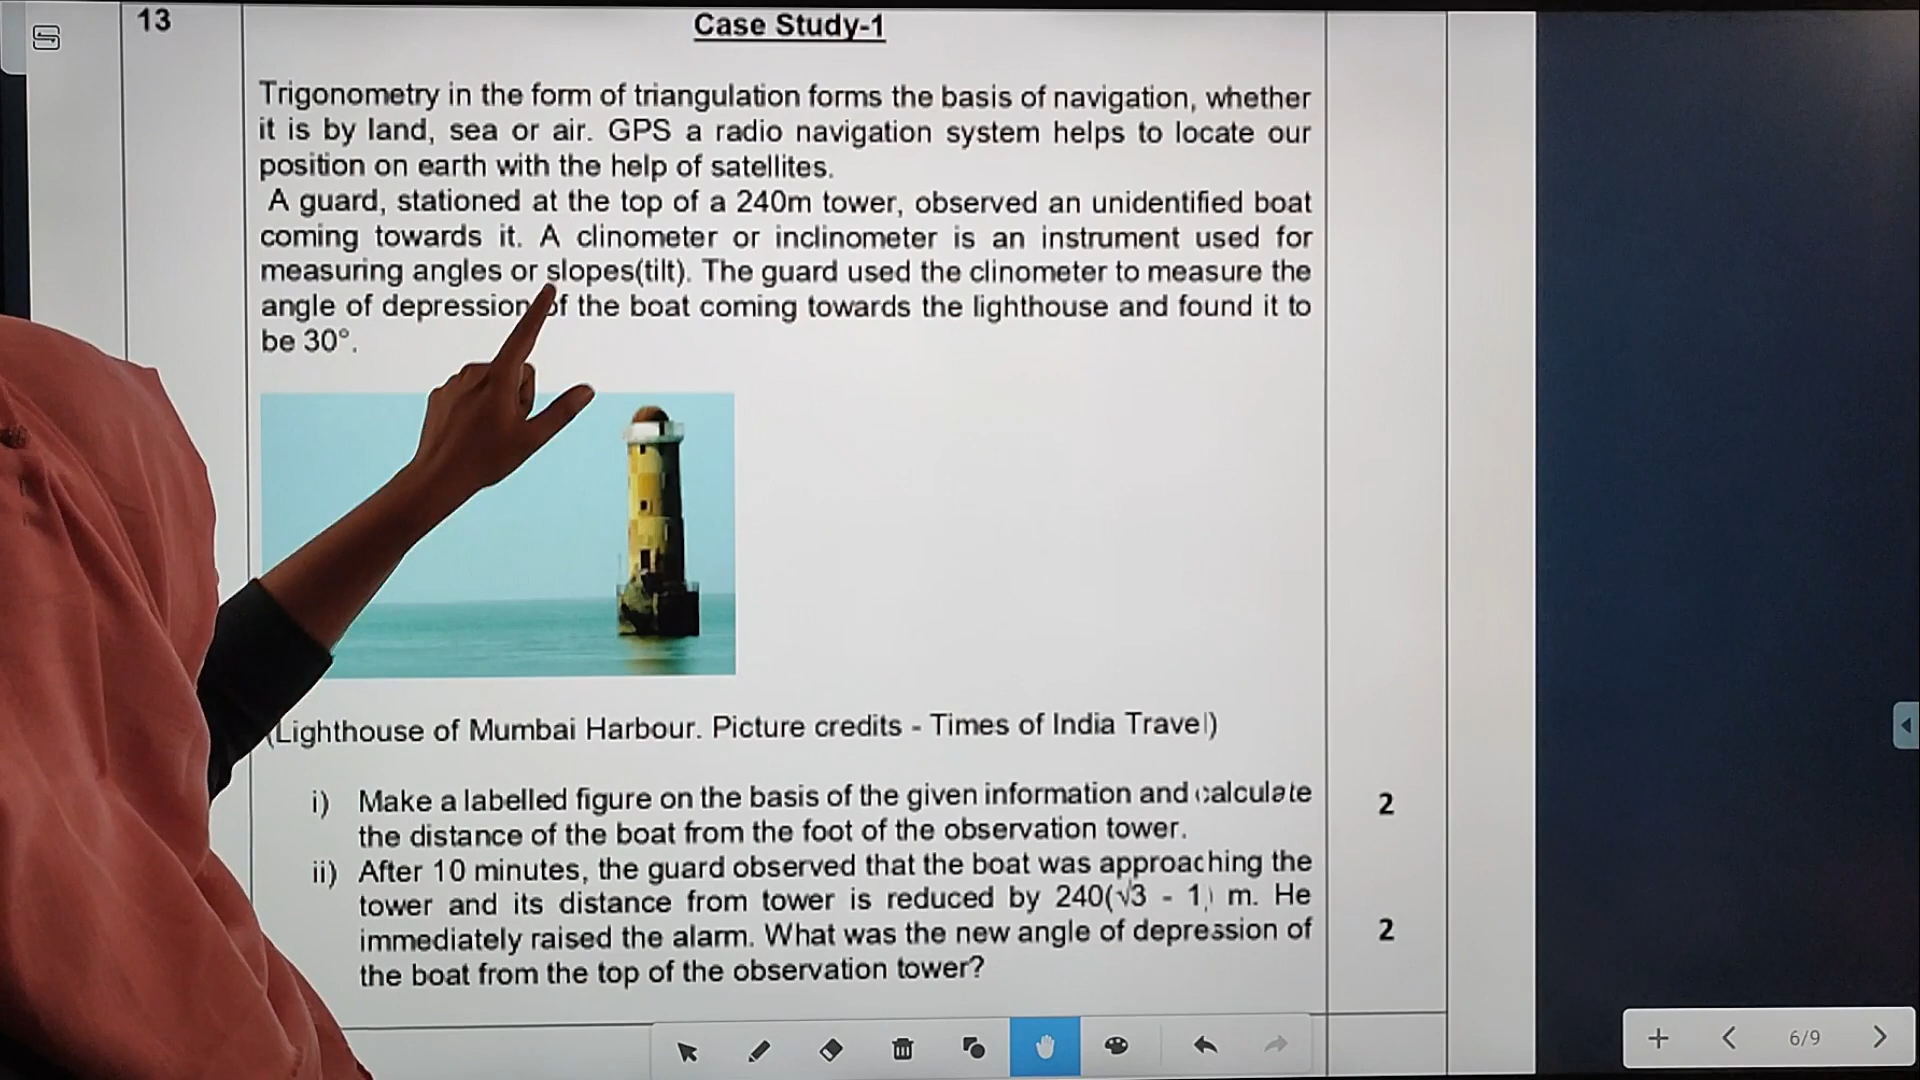 13
Case Study-1
Trigonometry in the form of triangulation forms the basis of navigation, whether
it is by land, sea or air. GPS a radio navigation system helps to locate our
position on earth with the help of satellites.
A guard, stationed at the top of a 240m tower, observed an unidentified boat
coming towards it. A clinometer or inclinometer is an instrument used for
measuring angles or slopes(tilt). The guard used the clinometer to measure the
angle of depression of the boat coming towards the lighthouse and found it to
be 30°.
(Lighthouse of Mumbai Harbour. Picture credits - Times of India Travel)
i) Make a labelled figure on the basis of the given information and calculate
the distance of the boat from the foot of the observation tower.
2
ii) After 10 minutes, the guard observed that the boat was approaching the
tower and its distance from tower is reduced by 240(√3 - 1) m. He
immediately raised the alarm. What was the new angle of depression of
the boat from the top of the observation tower?
2
6/9